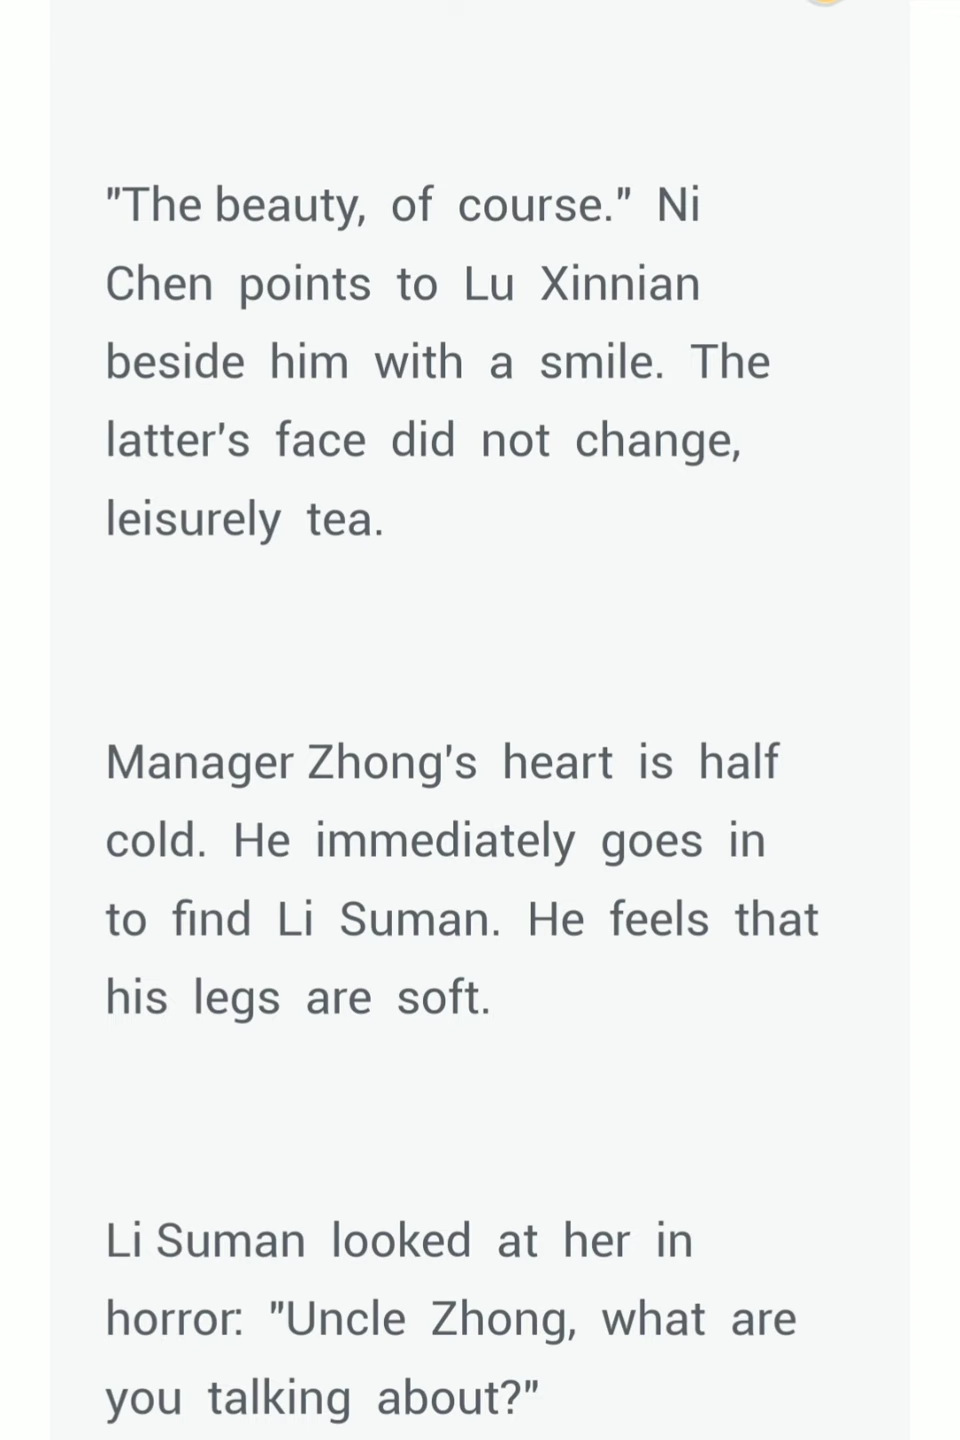 "The beauty, of course." Ni
Chen points to Lu Xinnian
beside him with a smile. The
latter's face did not change,
leisurely tea.
Manager Zhong's heart is half
cold. He immediately goes in
to find Li Suman. He feels that
his legs are soft.
Li Suman looked at her in
horror: "Uncle Zhong, what are
you talking about?"